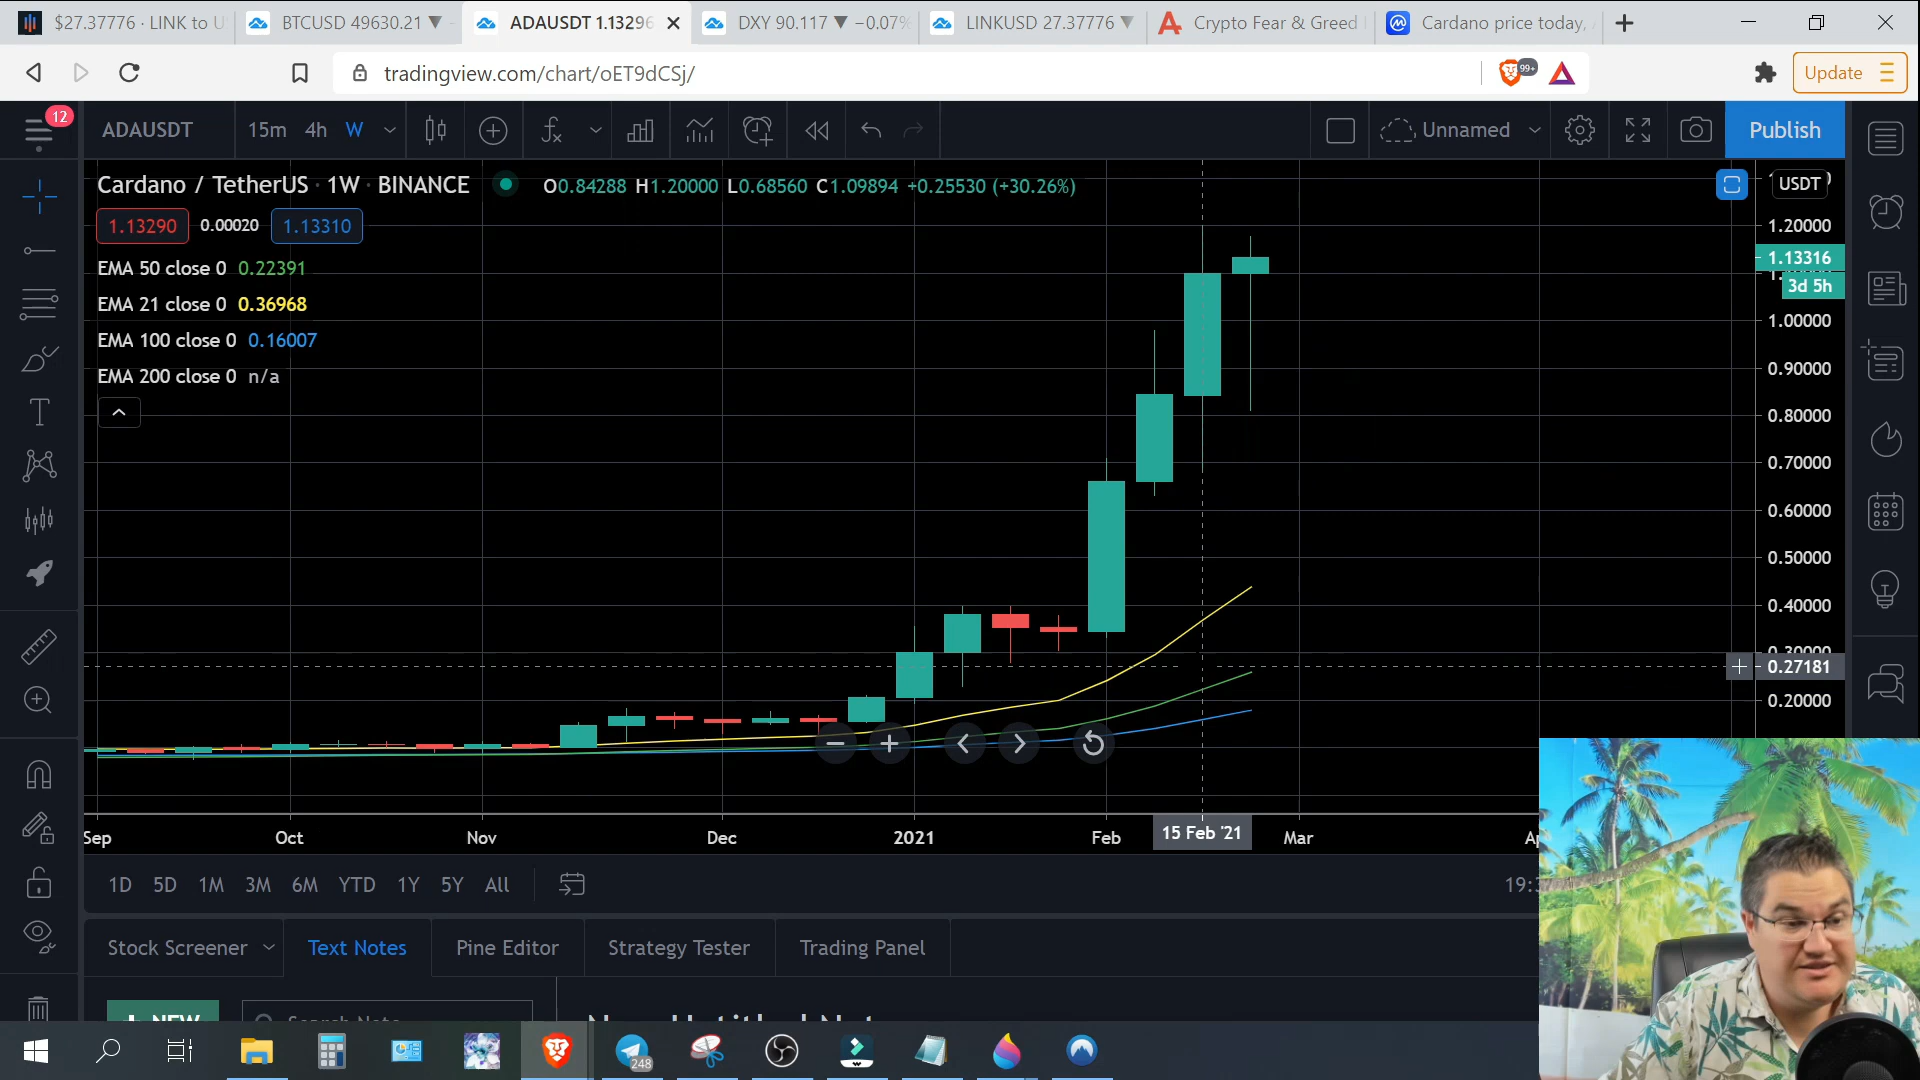 $27.37776 · LINK to U
BTCUSD 49630.21 ▼
ADAUSDT 1.13296
DXY 90.117 ▼ −0.07%
LINKUSD 27.37776 ▼
Crypto Fear & Greed
Cardano price today,
tradingview.com/chart/oET9dCSj/
99+
Update
12
ADAUSDT
15m
4h
W
Unnamed
Publish
Cardano / TetherUS · 1W · BINANCE
O0.84288 H1.20000 L0.68560 C1.09894 +0.25530 (+30.26%)
USDT
1.13290
0.00020
1.13310
EMA 50 close 0 0.22391
EMA 21 close 0 0.36968
EMA 100 close 0 0.16007
EMA 200 close 0 n/a
1.20000
1.13316
3d 5h
1.00000
0.90000
0.80000
0.70000
0.60000
0.50000
0.40000
0.30000
0.27181
0.20000
Sep
Oct
Nov
Dec
2021
Feb
15 Feb '21
Mar
1D
5D
1M
3M
6M
YTD
1Y
5Y
All
Stock Screener
Text Notes
Pine Editor
Strategy Tester
Trading Panel
+ NEW
Search Note
248